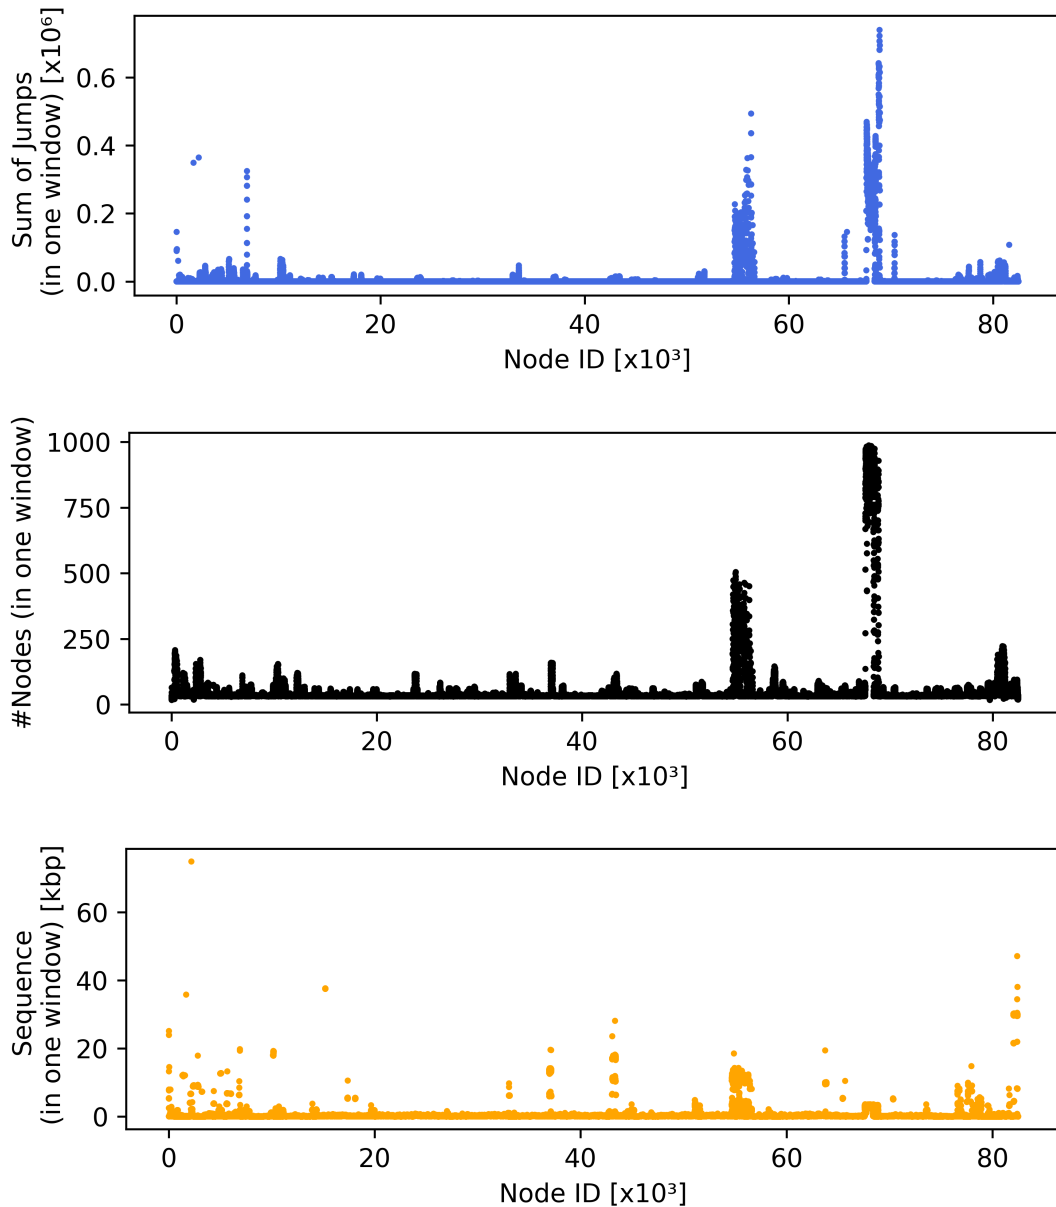 Sum of Jumps
(in one window) [x10⁶]
0.6
0.4
0.2
0.0
0 20 40 60 80
Node ID [x10³]
#Nodes (in one window)
1000
750
500
250
0
0 20 40 60 80
Node ID [x10³]
Sequence
(in one window) [kbp]
60
40
20
0
0 20 40 60 80
Node ID [x10³]